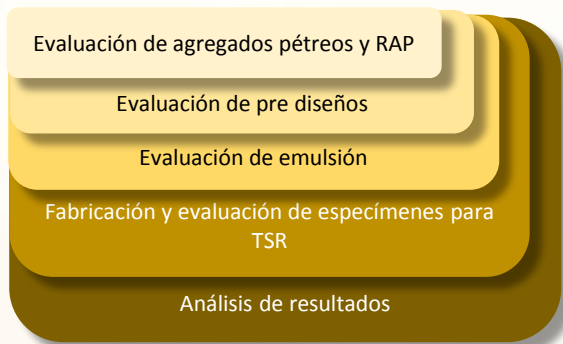 Evaluación de agregados pétreos y RAP
Evaluación de pre diseños
Evaluación de emulsión
Fabricación y evaluación de especímenes para
TSR
Análisis de resultados